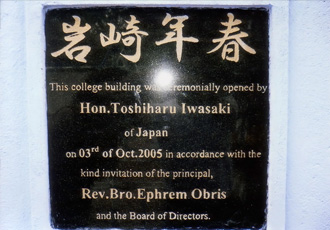 岩崎年春
This college building was ceremonially opened by
Hon.Toshiharu Iwasaki
of Japan
on 03rd of Oct.2005 in accordance with the
kind invitation of the principal,
Rev.Bro.Ephrem Obris
and the Board of Directors.